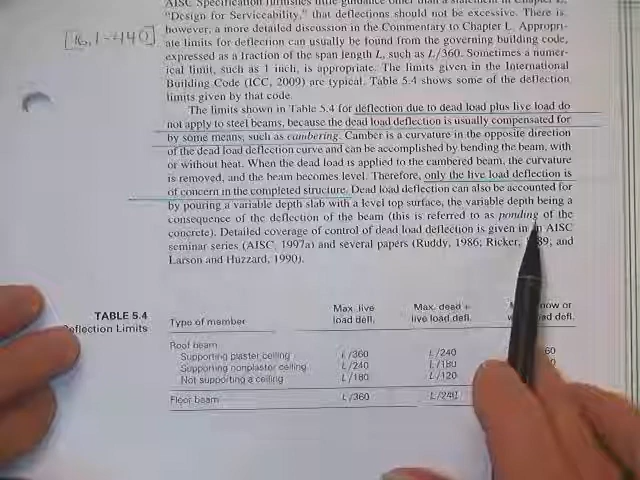 AISC Specification furnishes little guidance other than a statement in Chapter L,
"Design for Serviceability," that deflections should not be excessive. There is,
however, a more detailed discussion in the Commentary to Chapter L. Appropri-
ate limits for deflection can usually be found from the governing building code,
expressed as a fraction of the span length L, such as L/360. Sometimes a numer-
ical limit, such as 1 inch, is appropriate. The limits given in the International
Building Code (ICC, 2009) are typical. Table 5.4 shows some of the deflection
limits given by that code.
[16.1-440]
The limits shown in Table 5.4 for deflection due to dead load plus live load do
not apply to steel beams, because the dead load deflection is usually compensated for
by some means, such as cambering. Camber is a curvature in the opposite direction
of the dead load deflection curve and can be accomplished by bending the beam, with
or without heat. When the dead load is applied to the cambered beam, the curvature
is removed, and the beam becomes level. Therefore, only the live load deflection is
of concern in the completed structure. Dead load deflection can also be accounted for
by pouring a variable depth slab with a level top surface, the variable depth being a
consequence of the deflection of the beam (this is referred to as ponding of the
concrete). Detailed coverage of control of dead load deflection is given in an AISC
seminar series (AISC, 1997a) and several papers (Ruddy, 1986; Ricker, 89; and
Larson and Huzzard, 1990).
TABLE 5.4
eflection Limits
Type of member Max. live load defl. Max. dead + live load defl. now or ad defl.
Roof beam
Supporting plaster ceiling L/360 L/240 60
Supporting nonplaster ceiling L/240 L/180
Not supporting a ceiling L/180 L/120
Floor beam L/360 L/240